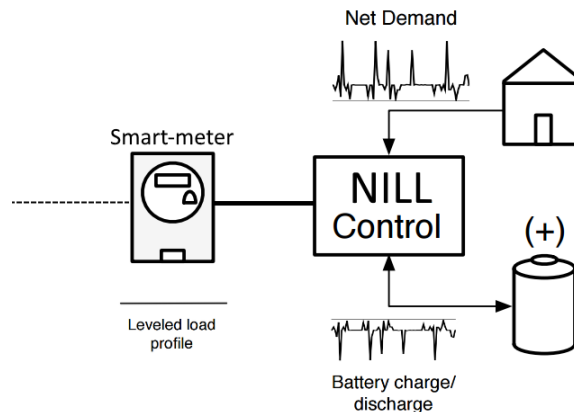 Net Demand
Smart-meter
NILL
Control
(+)
Leveled load
profile
Battery charge/
discharge